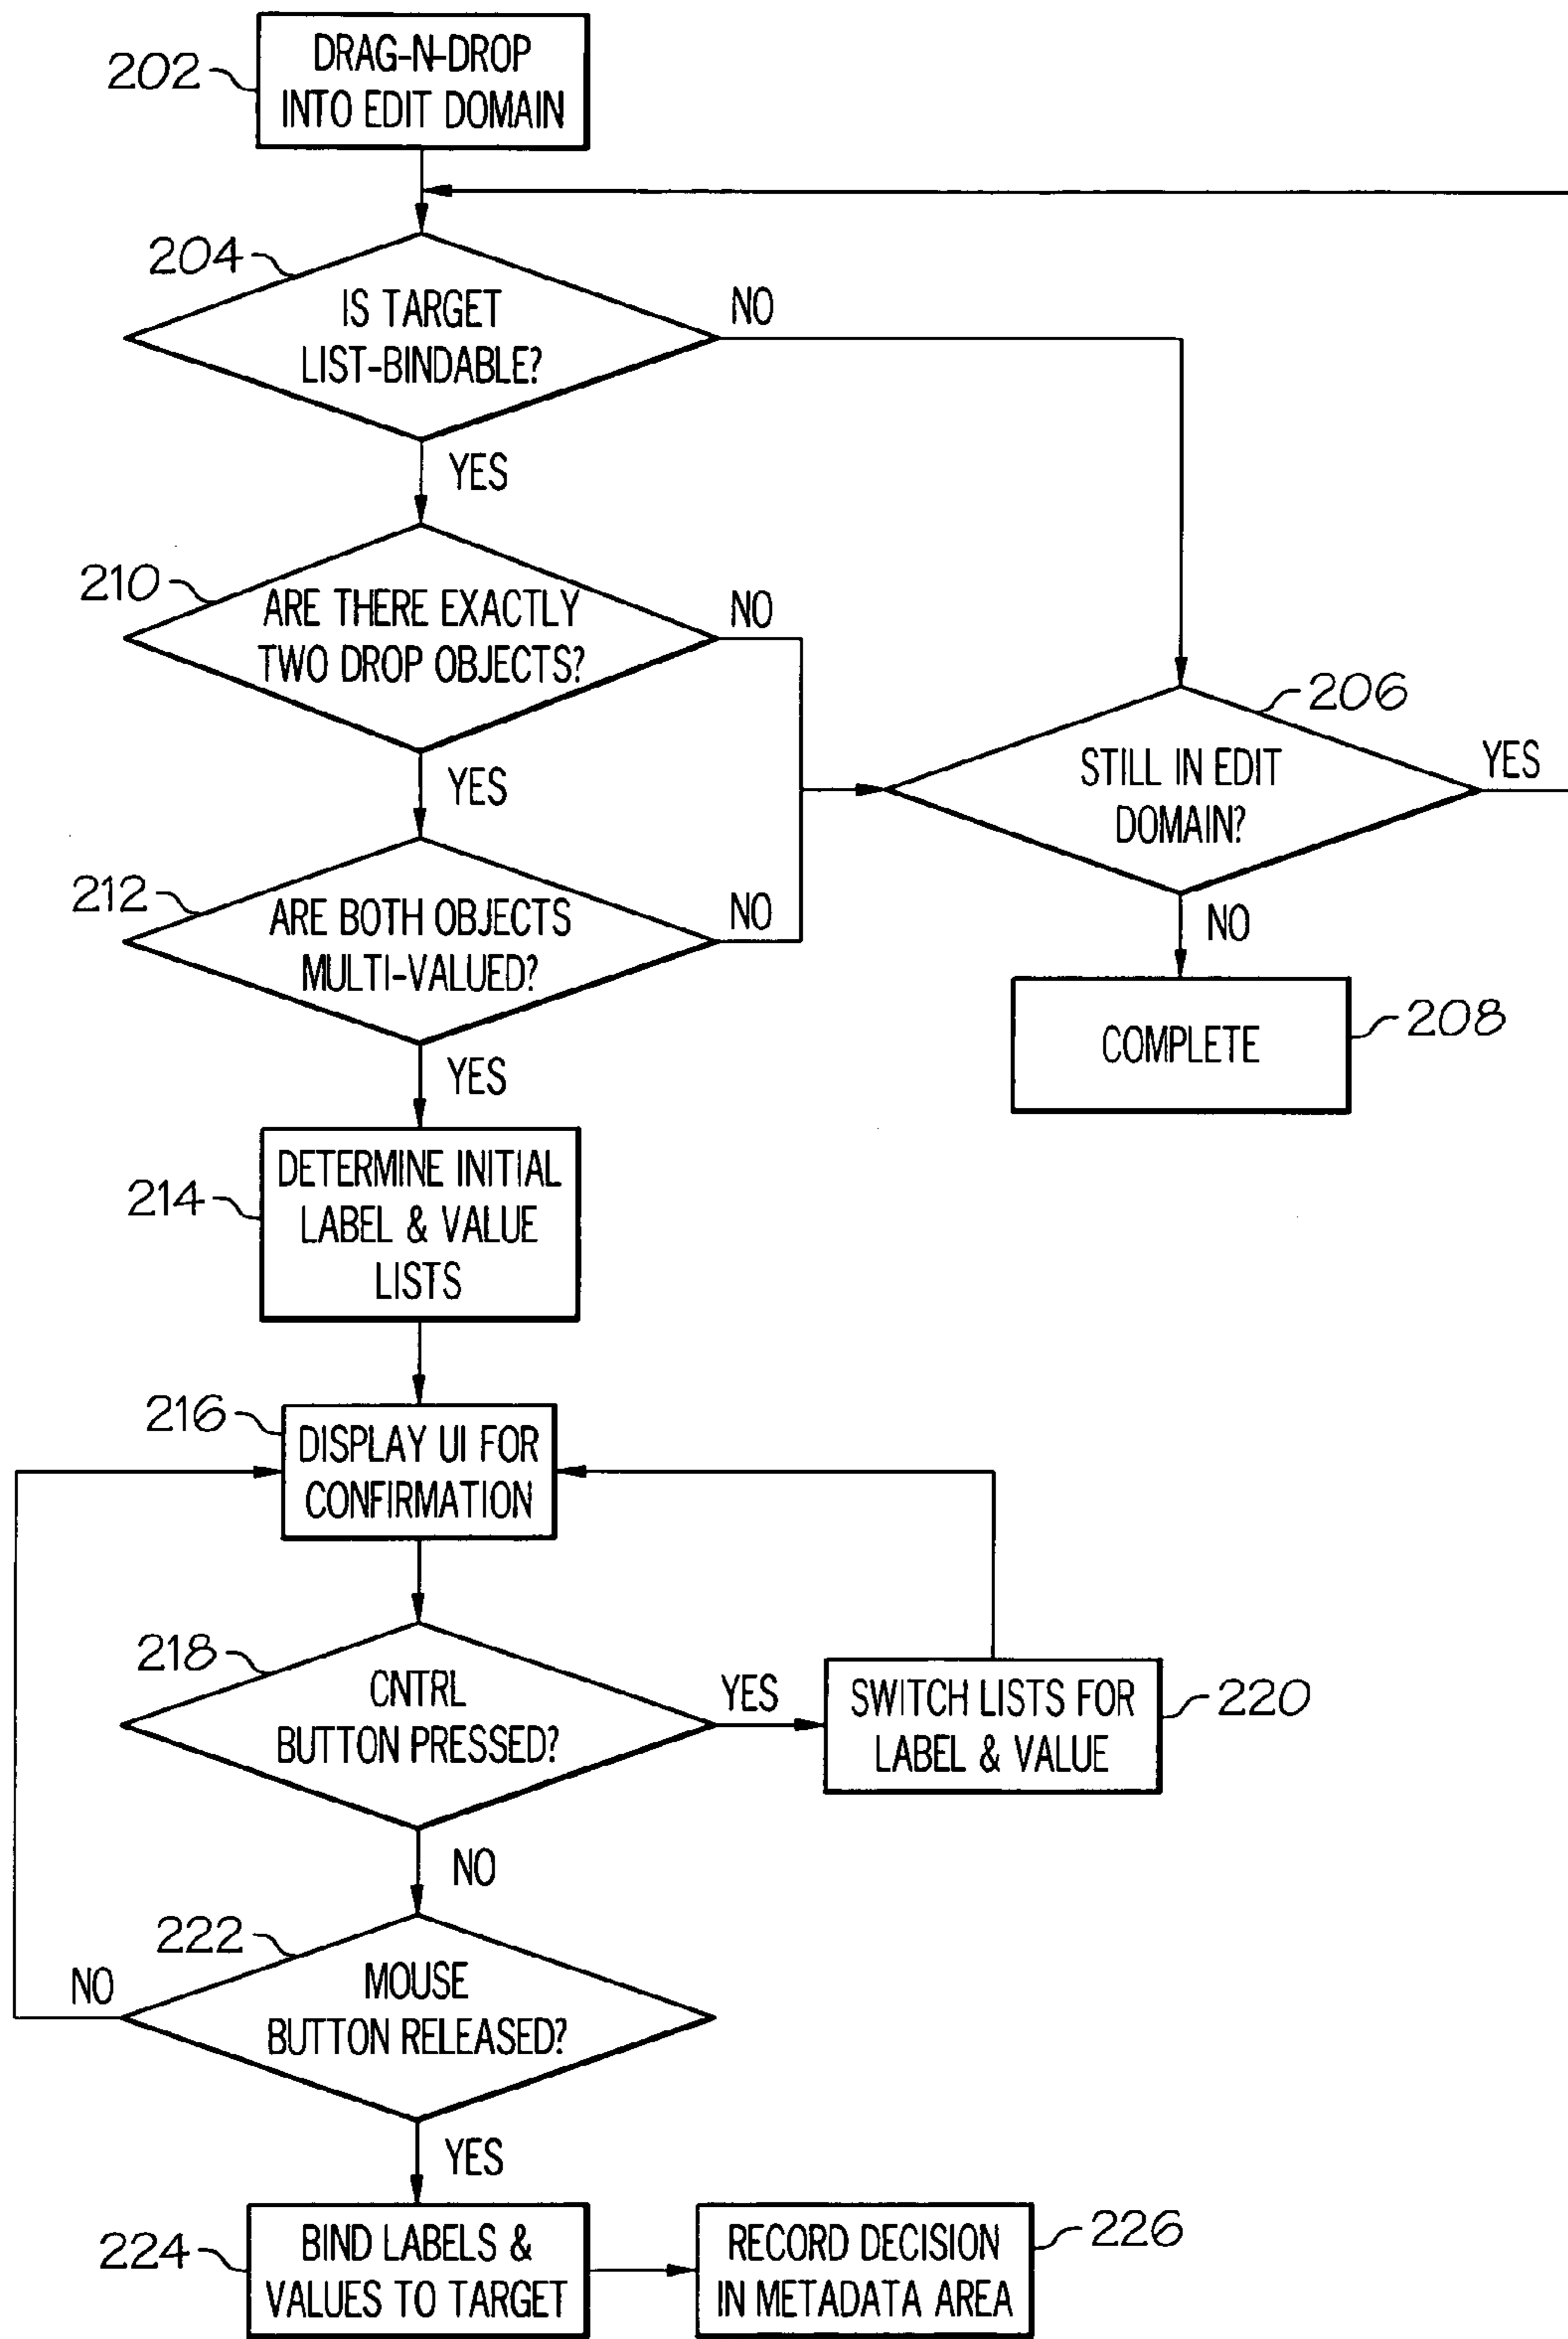 202
DRAG-N-DROP
INTO EDIT DOMAIN
204
IS TARGET
LIST-BINDABLE?
NO
YES
210
ARE THERE EXACTLY
TWO DROP OBJECTS?
NO
YES
206
STILL IN EDIT
DOMAIN?
YES
NO
212
ARE BOTH OBJECTS
MULTI-VALUED?
NO
YES
COMPLETE
208
214
DETERMINE INITIAL
LABEL & VALUE
LISTS
216
DISPLAY UI FOR
CONFIRMATION
218
CNTRL
BUTTON PRESSED?
YES
SWITCH LISTS FOR
LABEL & VALUE
220
NO
222
MOUSE
BUTTON RELEASED?
NO
YES
224
BIND LABELS &
VALUES TO TARGET
RECORD DECISION
IN METADATA AREA
226